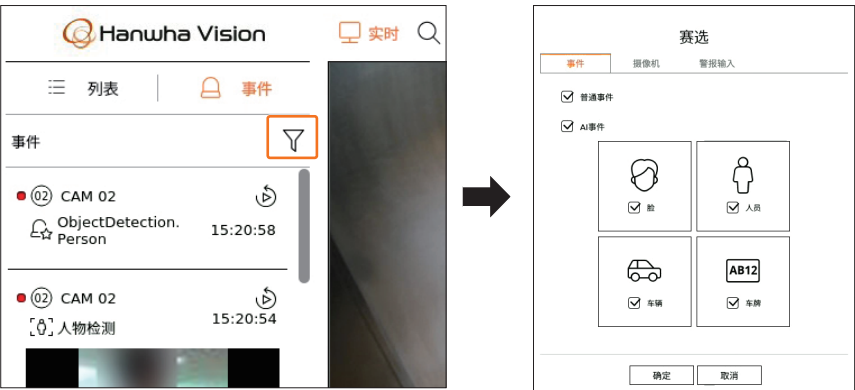 Hanwha Vision
实时
列表
事件
事件
02 CAM 02
ObjectDetection.
Person
15:20:58
02 CAM 02
人物检测
15:20:54
赛选
事件 摄像机 警报输入
普通事件
AI事件
脸 人员
AB12
车辆 车牌
确定 取消